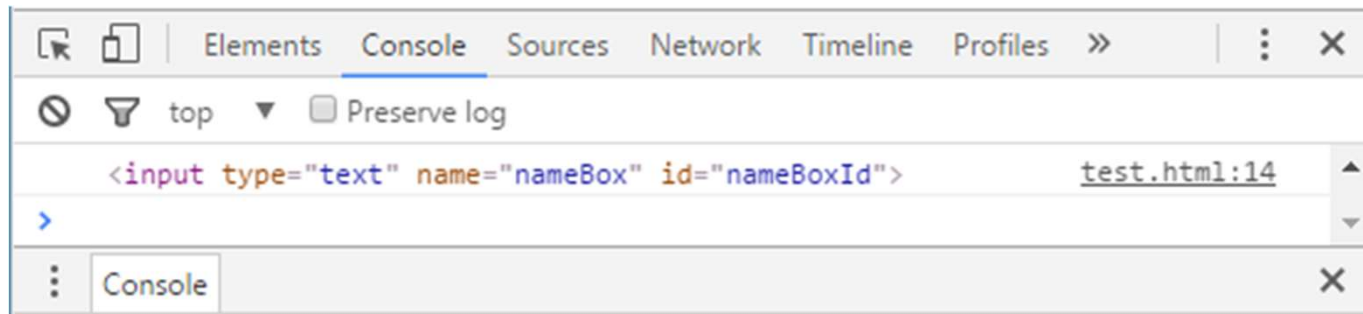 Elements Console Sources Network Timeline Profiles »
top ▼ Preserve log
<input type="text" name="nameBox" id="nameBoxId"> test.html:14
>
Console